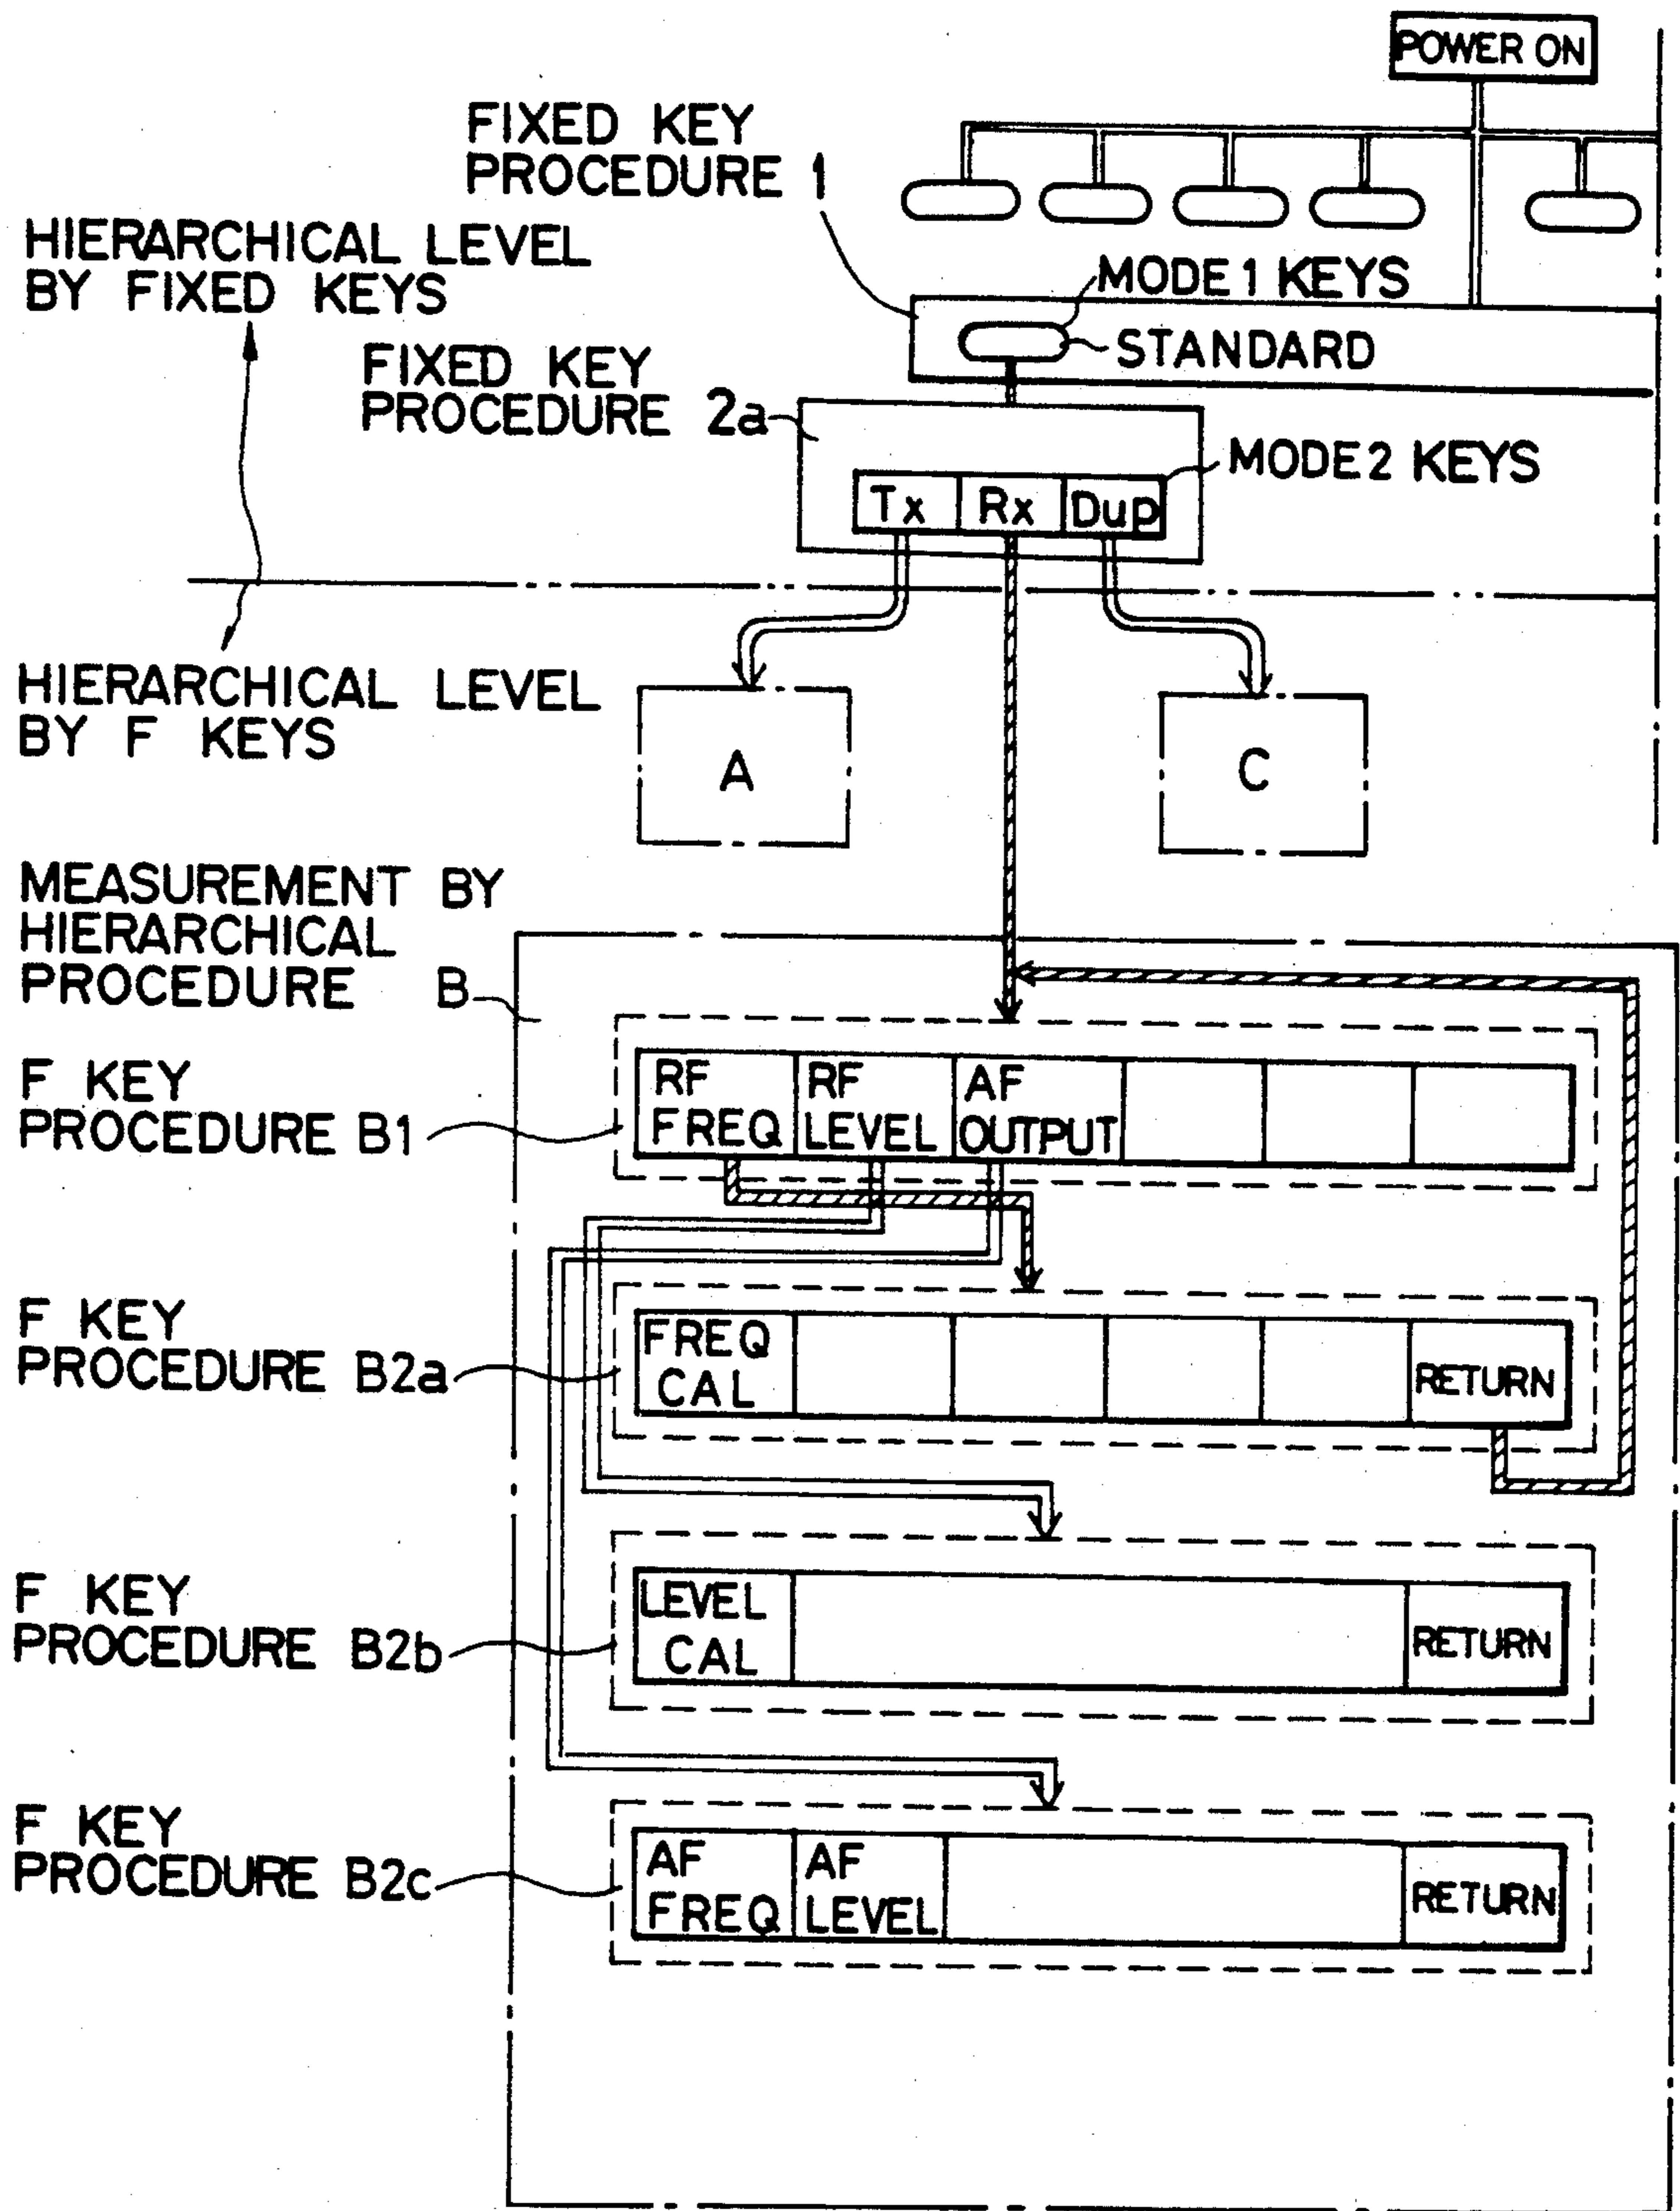 POWER ON
FIXED KEY
PROCEDURE 1
HIERARCHICAL LEVEL
BY FIXED KEYS
MODE 1 KEYS
STANDARD
FIXED KEY
PROCEDURE 2a
MODE 2 KEYS
Tx Rx Dup
HIERARCHICAL LEVEL
BY F KEYS
A
C
MEASUREMENT BY
HIERARCHICAL
PROCEDURE B
F KEY
PROCEDURE B1
RF
FREQ
RF
LEVEL
AF
OUTPUT
F KEY
PROCEDURE B2a
FREQ
CAL
RETURN
F KEY
PROCEDURE B2b
LEVEL
CAL
RETURN
F KEY
PROCEDURE B2c
AF
FREQ
AF
LEVEL
RETURN